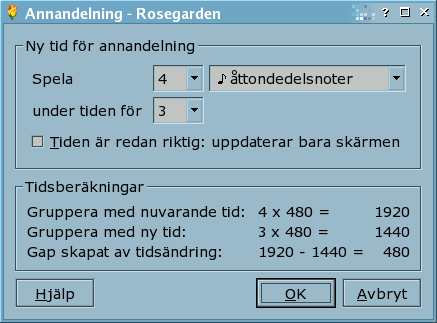 Annandelning - Rosegarden
Ny tid för annandelning
Spela 4 ♪ åttondedelsnoter
under tiden för 3
Tiden är redan riktig: uppdaterar bara skärmen
Tidsberäkningar
Gruppera med nuvarande tid: 4 x 480 = 1920
Gruppera med ny tid: 3 x 480 = 1440
Gap skapat av tidsändring: 1920 - 1440 = 480
Hjälp OK Avbryt